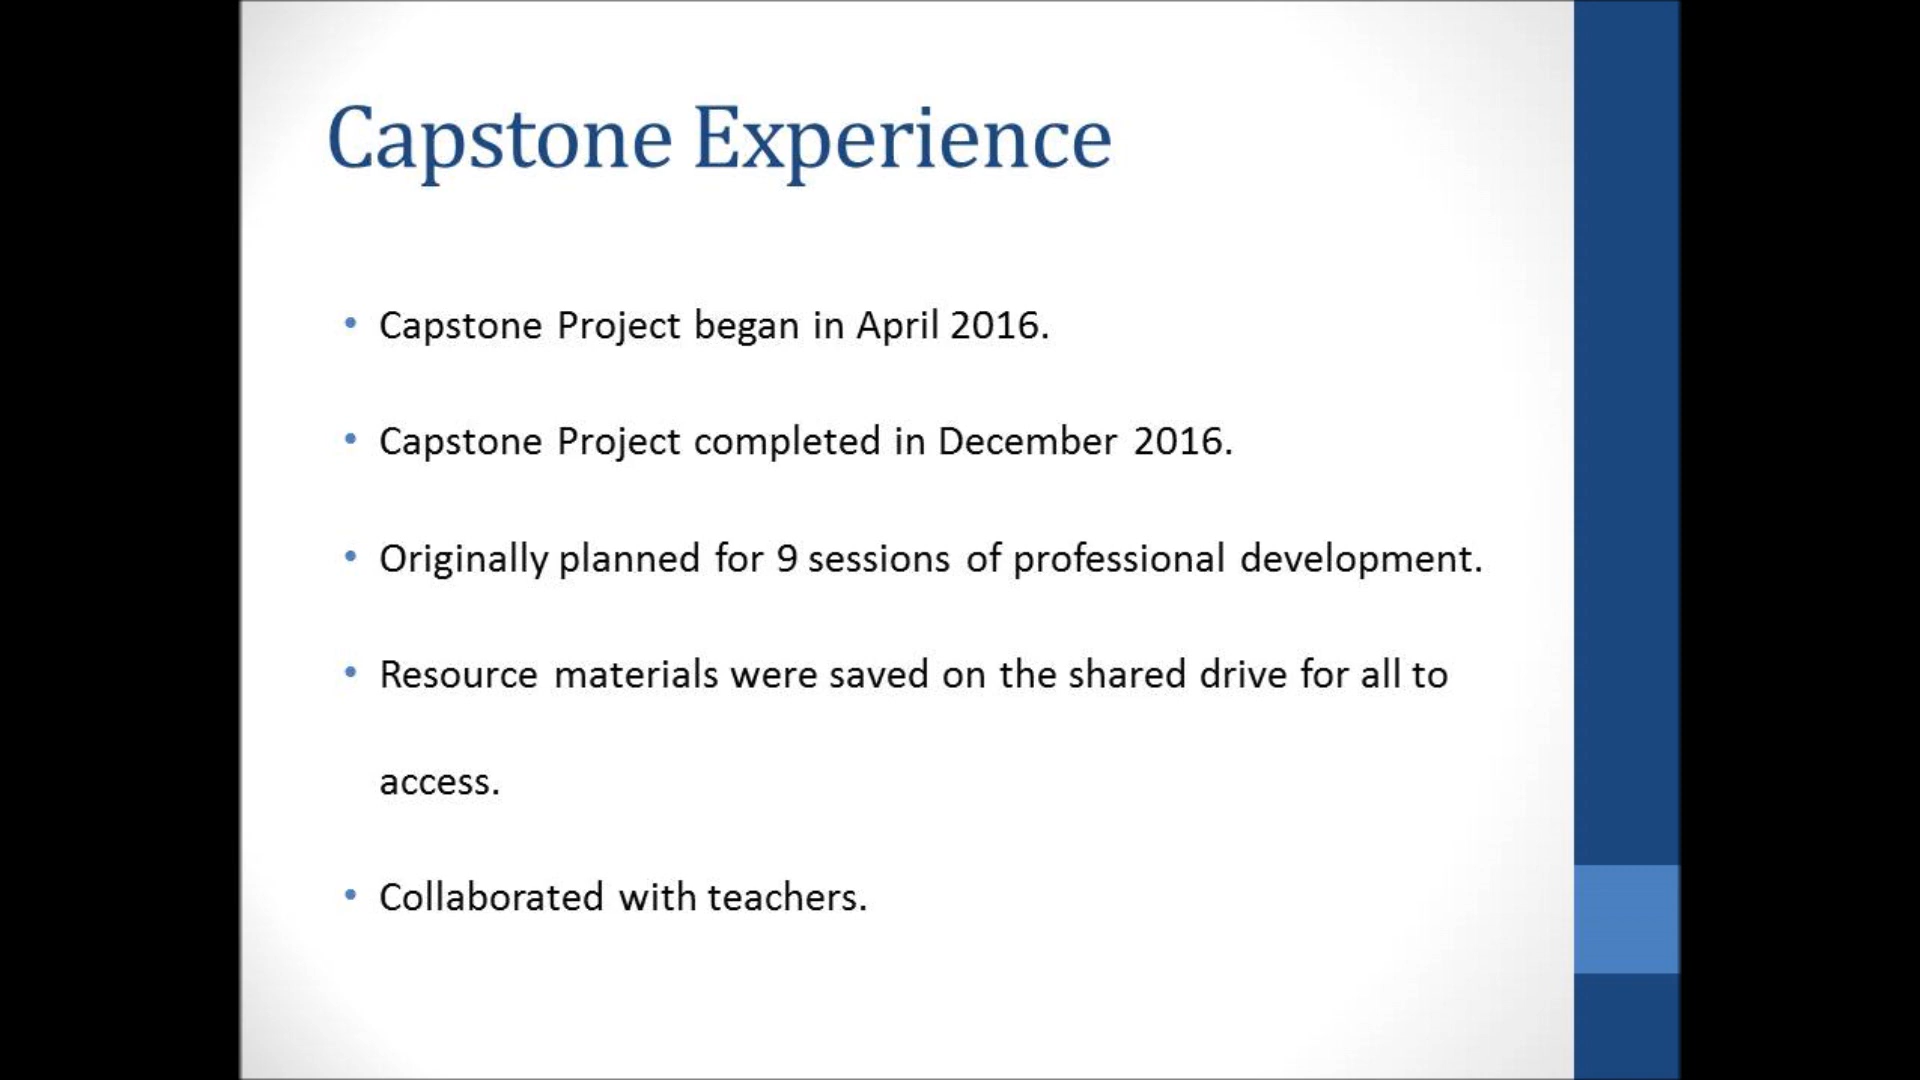 Capstone Experience
• Capstone Project began in April 2016.
• Capstone Project completed in December 2016.
• Originally planned for 9 sessions of professional development.
• Resource materials were saved on the shared drive for all to
access.
• Collaborated with teachers.